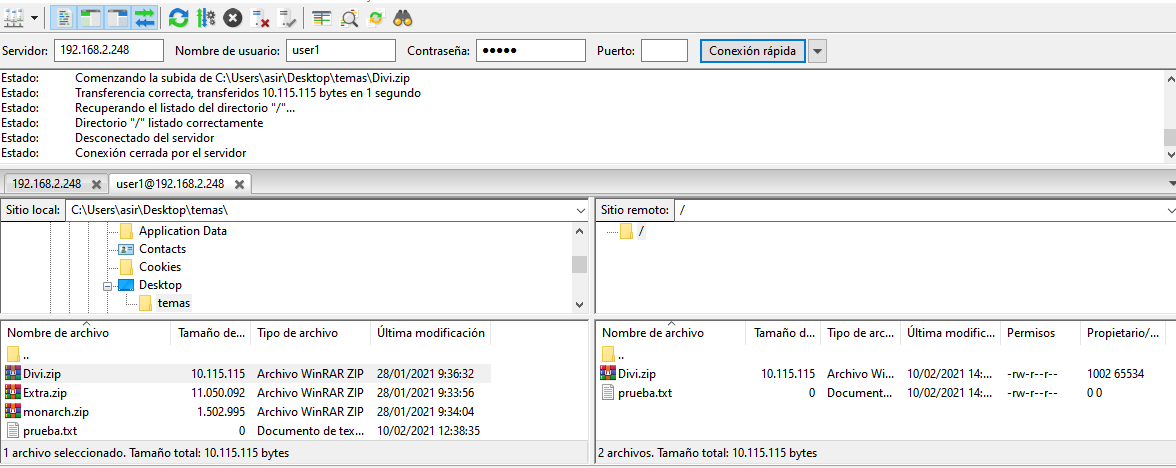 Servidor: 192.168.2.248 Nombre de usuario: user1 Contraseña: ●●●●● Puerto: Conexión rápida
Estado: Comenzando la subida de C:\Users\asir\Desktop\temas\Divi.zip
Estado: Transferencia correcta, transferidos 10.115.115 bytes en 1 segundo
Estado: Recuperando el listado del directorio "/"...
Estado: Directorio "/" listado correctamente
Estado: Desconectado del servidor
Estado: Conexión cerrada por el servidor
192.168.2.248 user1@192.168.2.248
Sitio local: C:\Users\asir\Desktop\temas\
Application Data
Contacts
Cookies
Desktop
temas
Sitio remoto: /
/
Nombre de archivo Tamaño de... Tipo de archivo Última modificación
..
Divi.zip 10.115.115 Archivo WinRAR ZIP 28/01/2021 9:36:32
Extra.zip 11.050.092 Archivo WinRAR ZIP 28/01/2021 9:33:56
monarch.zip 1.502.995 Archivo WinRAR ZIP 28/01/2021 9:34:04
prueba.txt 0 Documento de tex... 10/02/2021 12:38:35
1 archivo seleccionado. Tamaño total: 10.115.115 bytes
Nombre de archivo Tamaño d... Tipo de arc... Última modific... Permisos Propietario/...
..
Divi.zip 10.115.115 Archivo Wi... 10/02/2021 14:... -rw-r--r-- 1002 65534
prueba.txt 0 Document... 10/02/2021 14:... -rw-r--r-- 0 0
2 archivos. Tamaño total: 10.115.115 bytes